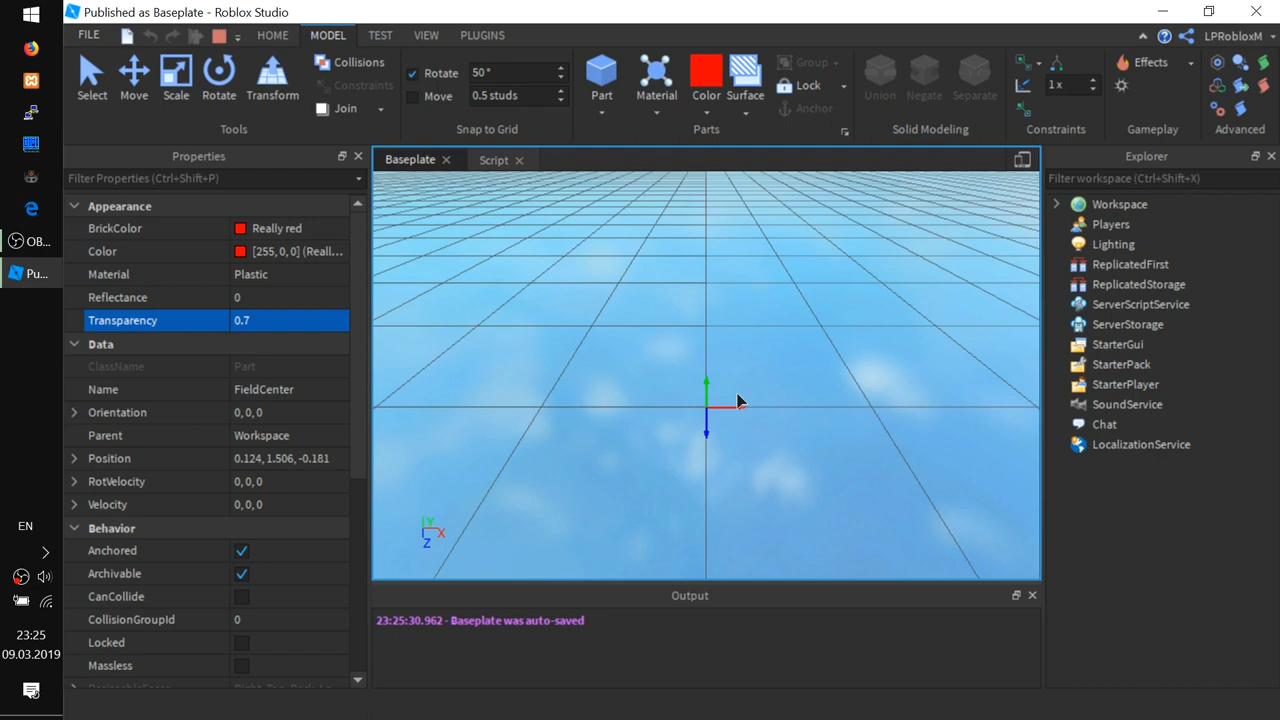 Published as Baseplate - Roblox Studio
FILE HOME MODEL TEST VIEW PLUGINS LPRobloxM
Select Move Scale Rotate Transform
Tools
Collisions
Constraints
Join
Rotate 50°
Move 0.5 studs
Snap to Grid
Part Material Color Surface
Group
Lock
Anchor
Parts
Union Negate Separate
Solid Modeling
1 x
Constraints
Effects
Gameplay
Advanced
Properties
Filter Properties (Ctrl+Shift+P)
Appearance
BrickColor Really red
Color [255, 0, 0] (Reall...
Material Plastic
Reflectance 0
Transparency 0.7
Data
ClassName Part
Name FieldCenter
Orientation 0, 0, 0
Parent Workspace
Position 0.124, 1.506, -0.181
RotVelocity 0, 0, 0
Velocity 0, 0, 0
Behavior
Anchored
Archivable
CanCollide
CollisionGroupId 0
Locked
Massless
Baseplate Script
Y
X
Z
Output
23:25:30.962 - Baseplate was auto-saved
Explorer
Filter workspace (Ctrl+Shift+X)
Workspace
Players
Lighting
ReplicatedFirst
ReplicatedStorage
ServerScriptService
ServerStorage
StarterGui
StarterPack
StarterPlayer
SoundService
Chat
LocalizationService
OB...
Pu...
EN
23:25
09.03.2019